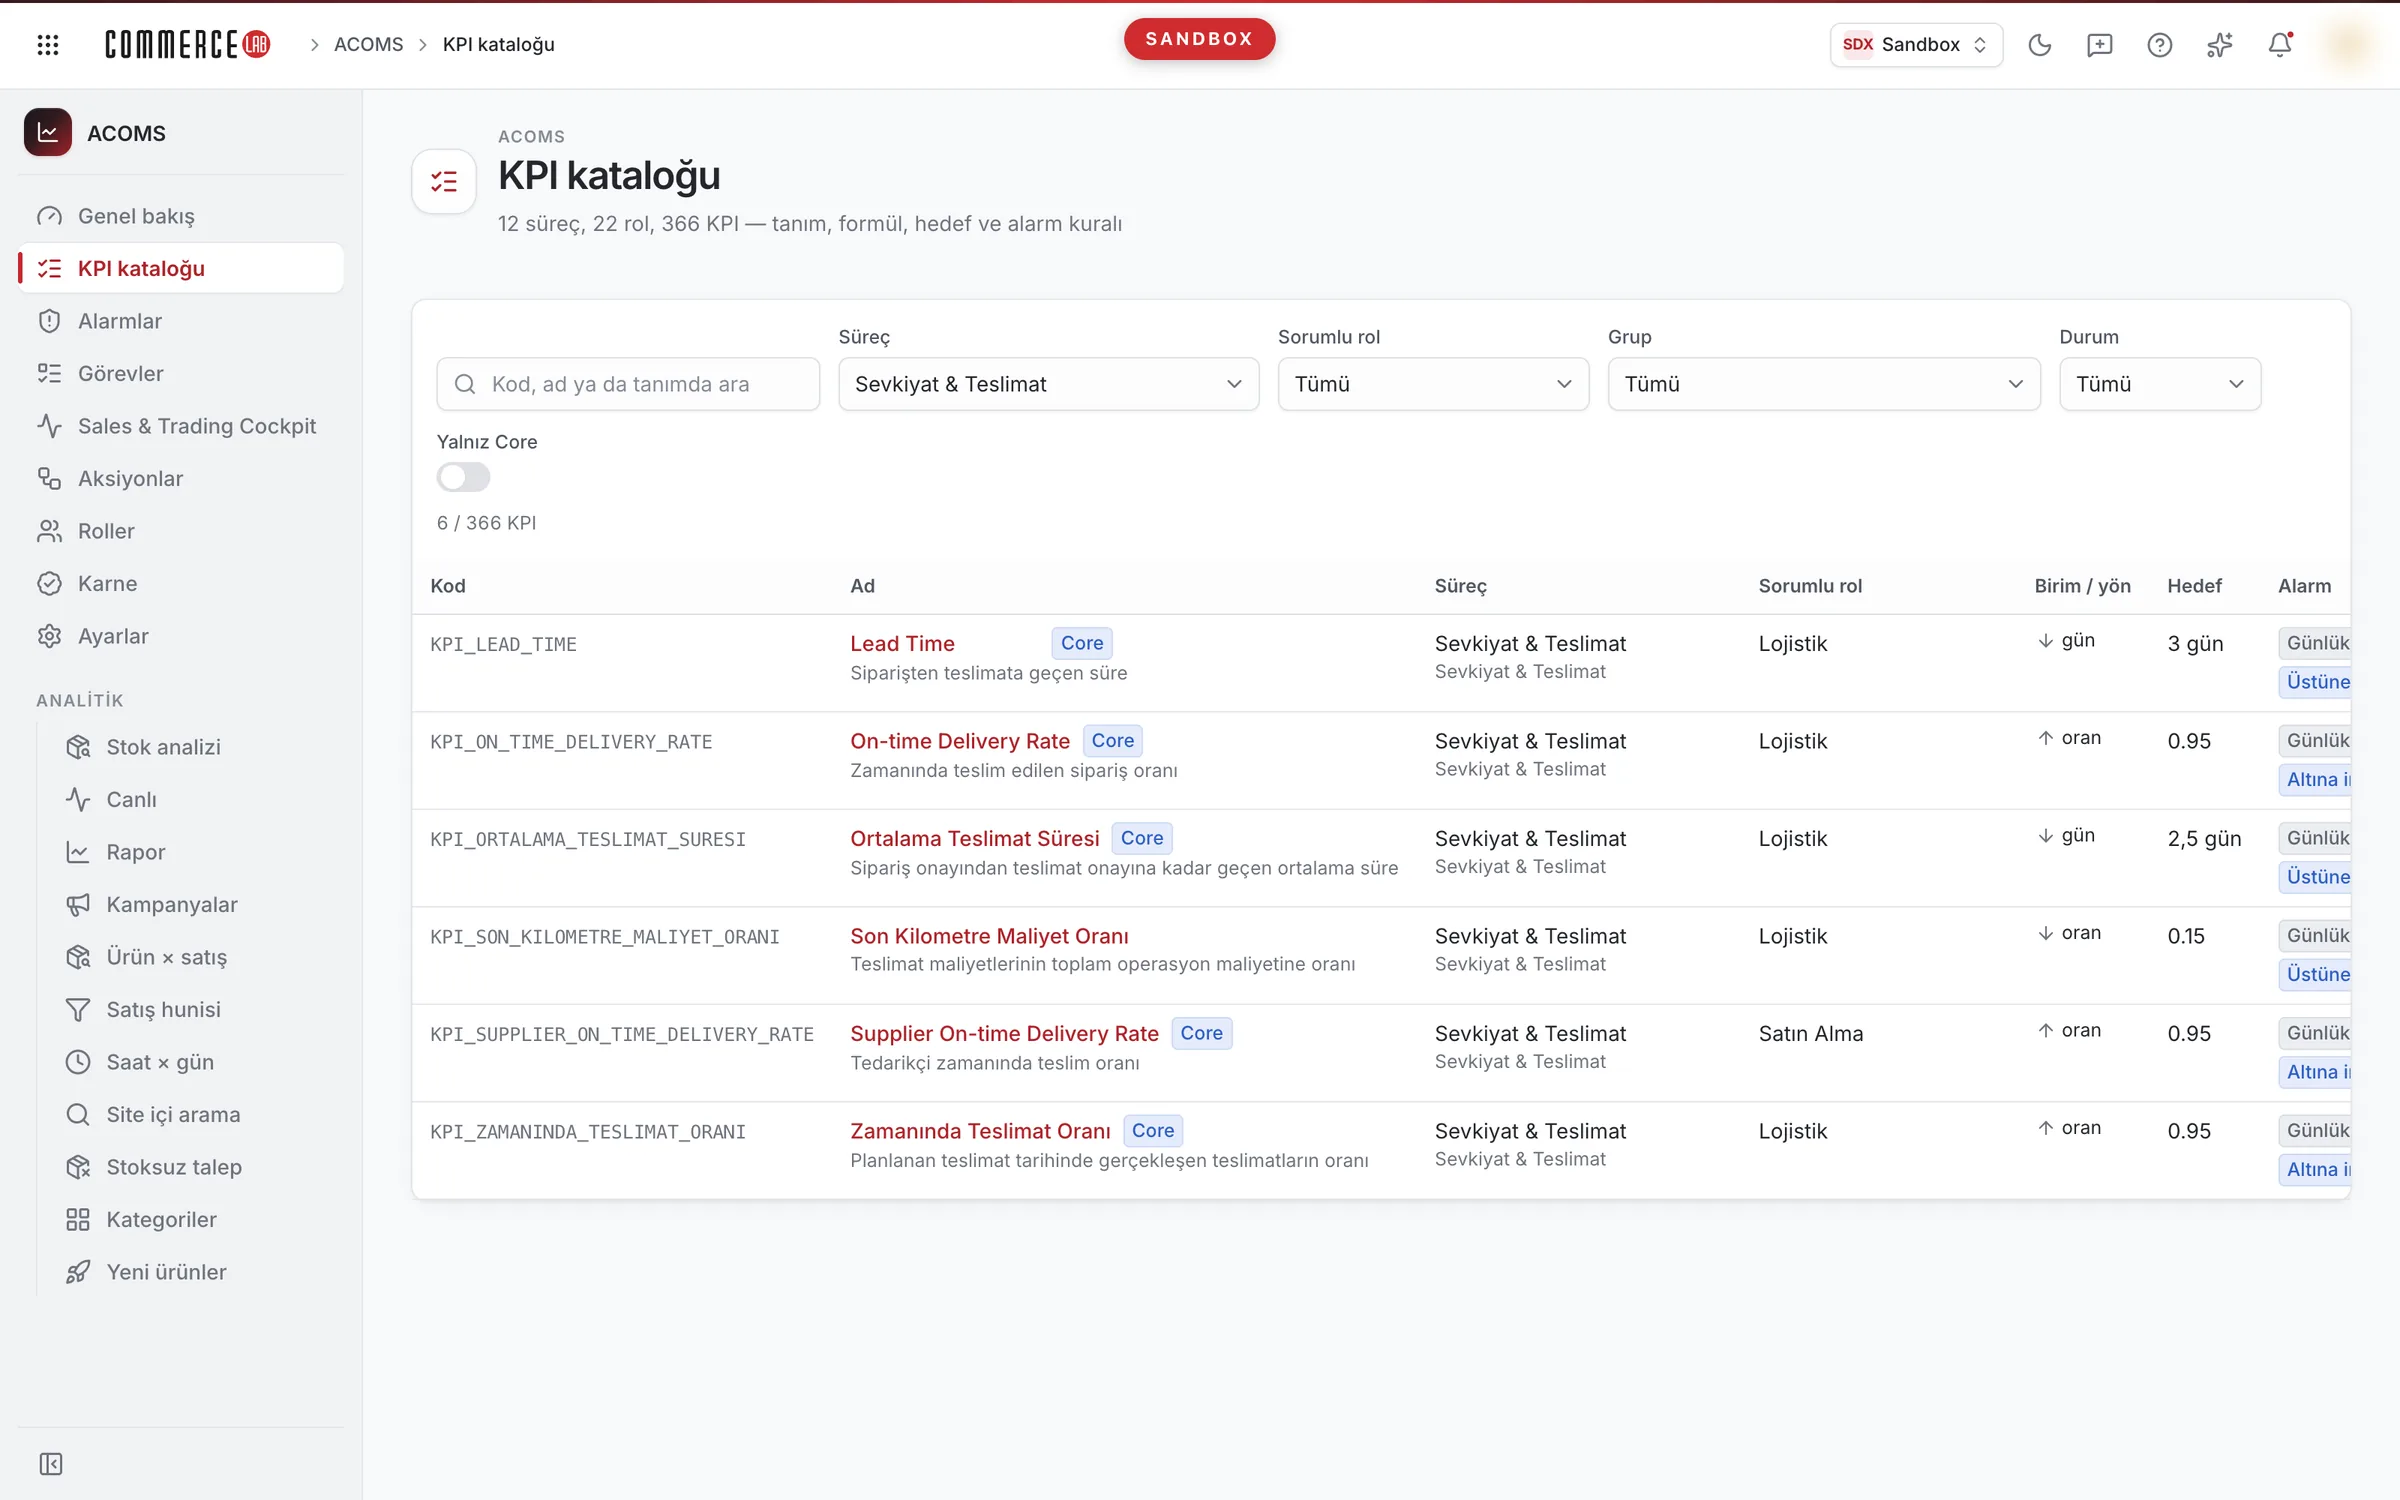 COMMERCE LAB
ACOMS
KPI kataloğu
SANDBOX
SDX Sandbox
ACOMS
Genel bakış
KPI kataloğu
Alarmlar
Görevler
Sales & Trading Cockpit
Aksiyonlar
Roller
Karne
Ayarlar
ANALİTİK
Stok analizi
Canlı
Rapor
Kampanyalar
Ürün × satış
Satış hunisi
Saat × gün
Site içi arama
Stoksuz talep
Kategoriler
Yeni ürünler
ACOMS
KPI kataloğu
12 süreç, 22 rol, 366 KPI — tanım, formül, hedef ve alarm kuralı
Kod, ad ya da tanımda ara
Süreç
Sevkiyat & Teslimat
Sorumlu rol
Tümü
Grup
Tümü
Durum
Tümü
Yalnız Core
6 / 366 KPI
Kod Ad Süreç Sorumlu rol Birim / yön Hedef Alarm
KPI_LEAD_TIME Lead Time Core Sevkiyat & Teslimat Lojistik ↓ gün 3 gün Günlük
Siparişten teslimata geçen süre Sevkiyat & Teslimat Üstüne
KPI_ON_TIME_DELIVERY_RATE On-time Delivery Rate Core Sevkiyat & Teslimat Lojistik ↑ oran 0.95 Günlük
Zamanında teslim edilen sipariş oranı Sevkiyat & Teslimat Altına
KPI_ORTALAMA_TESLIMAT_SURESI Ortalama Teslimat Süresi Core Sevkiyat & Teslimat Lojistik ↓ gün 2,5 gün Günlük
Sipariş onayından teslimat onayına kadar geçen ortalama süre Sevkiyat & Teslimat Üstüne
KPI_SON_KILOMETRE_MALIYET_ORANI Son Kilometre Maliyet Oranı Sevkiyat & Teslimat Lojistik ↓ oran 0.15 Günlük
Teslimat maliyetlerinin toplam operasyon maliyetine oranı Sevkiyat & Teslimat Üstüne
KPI_SUPPLIER_ON_TIME_DELIVERY_RATE Supplier On-time Delivery Rate Core Sevkiyat & Teslimat Satın Alma ↑ oran 0.95 Günlük
Tedarikçi zamanında teslim oranı Sevkiyat & Teslimat Altına
KPI_ZAMANINDA_TESLIMAT_ORANI Zamanında Teslimat Oranı Core Sevkiyat & Teslimat Lojistik ↑ oran 0.95 Günlük
Planlanan teslimat tarihinde gerçekleşen teslimatların oranı Sevkiyat & Teslimat Altına